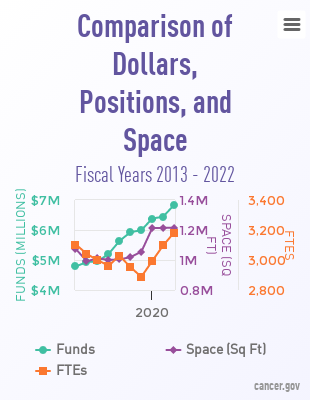 Comparison of
Dollars,
Positions, and
Space
Fiscal Years 2013 - 2022
FUNDS (MILLIONS)
$7M
$6M
$5M
$4M
1.4M
1.2M
1M
0.8M
SPACE (SQ
FT)
3,400
3,200
3,000
2,800
FTES
2020
Funds
Space (Sq Ft)
FTEs
cancer.gov